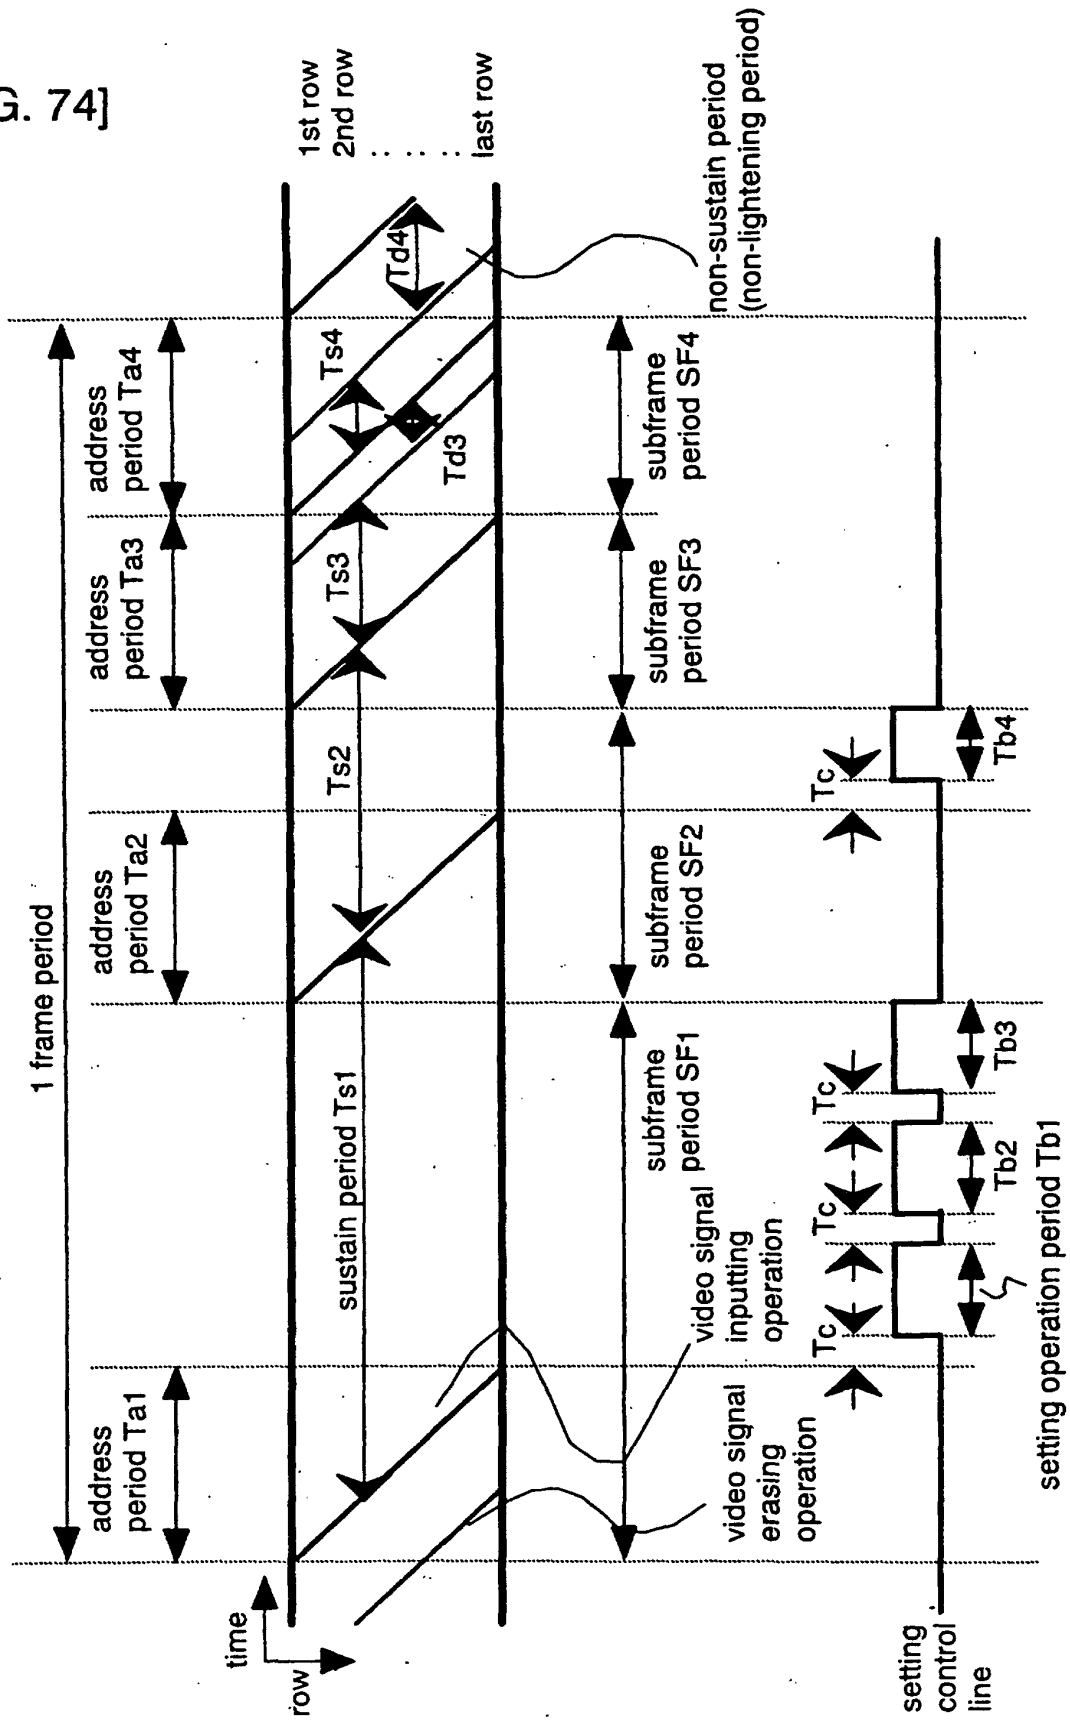 G. 74]
1 frame period
address
period Ta1
address
period Ta2
address
period Ta3
address
period Ta4
time
row
1st row
2nd row
last row
sustain period Ts1
Ts2
Ts3
Ts4
Td3
Td4
non-sustain period
(non-lightening period)
subframe
period SF1
subframe
period SF2
subframe
period SF3
subframe
period SF4
video signal
erasing
operation
video signal
inputting
operation
setting
control
line
Tc
Tc
Tc
Tc
setting operation period Tb1
Tb2
Tb3
Tb4